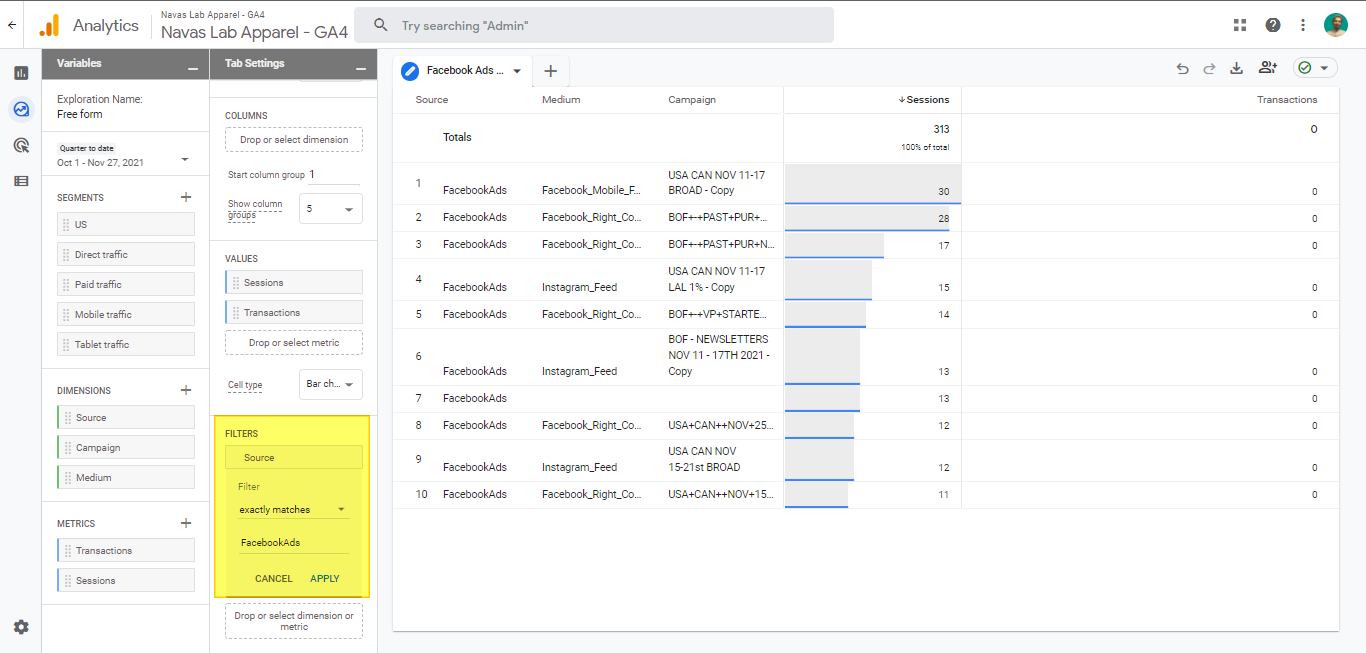 Analytics
Navas Lab Apparel - GA4
Navas Lab Apparel - GA4
Try searching "Admin"
Variables
Exploration Name:
Free form
Quarter to date
Oct 1 - Nov 27, 2021
SEGMENTS
US
Direct traffic
Paid traffic
Mobile traffic
Tablet traffic
DIMENSIONS
Source
Campaign
Medium
METRICS
Transactions
Sessions
Tab Settings
COLUMNS
Drop or select dimension
Start column group 1
Show column
groups
5
VALUES
Sessions
Transactions
Drop or select metric
Cell type
Bar ch...
FILTERS
Source
Filter
exactly matches
FacebookAds
CANCEL APPLY
Drop or select dimension or
metric
Facebook Ads ...
Source Medium Campaign Sessions Transactions
Totals 313 0
100% of total
1 FacebookAds Facebook_Mobile_F... USA CAN NOV 11-17
BROAD - Copy 30 0
2 FacebookAds Facebook_Right_Co... BOF+-+PAST+PUR+... 28 0
3 FacebookAds Facebook_Right_Co... BOF+-+PAST+PUR+N... 17 0
4 FacebookAds Instagram_Feed USA CAN NOV 11-17
LAL 1% - Copy 15 0
5 FacebookAds Facebook_Right_Co... BOF+-+VP+STARTE... 14 0
6 FacebookAds Instagram_Feed BOF - NEWSLETTERS
NOV 11 - 17TH 2021 -
Copy 13 0
7 FacebookAds 13 0
8 FacebookAds Facebook_Right_Co... USA+CAN++NOV+25... 12 0
9 FacebookAds Instagram_Feed USA CAN NOV
15-21st BROAD 12 0
10 FacebookAds Facebook_Right_Co... USA+CAN++NOV+15... 11 0